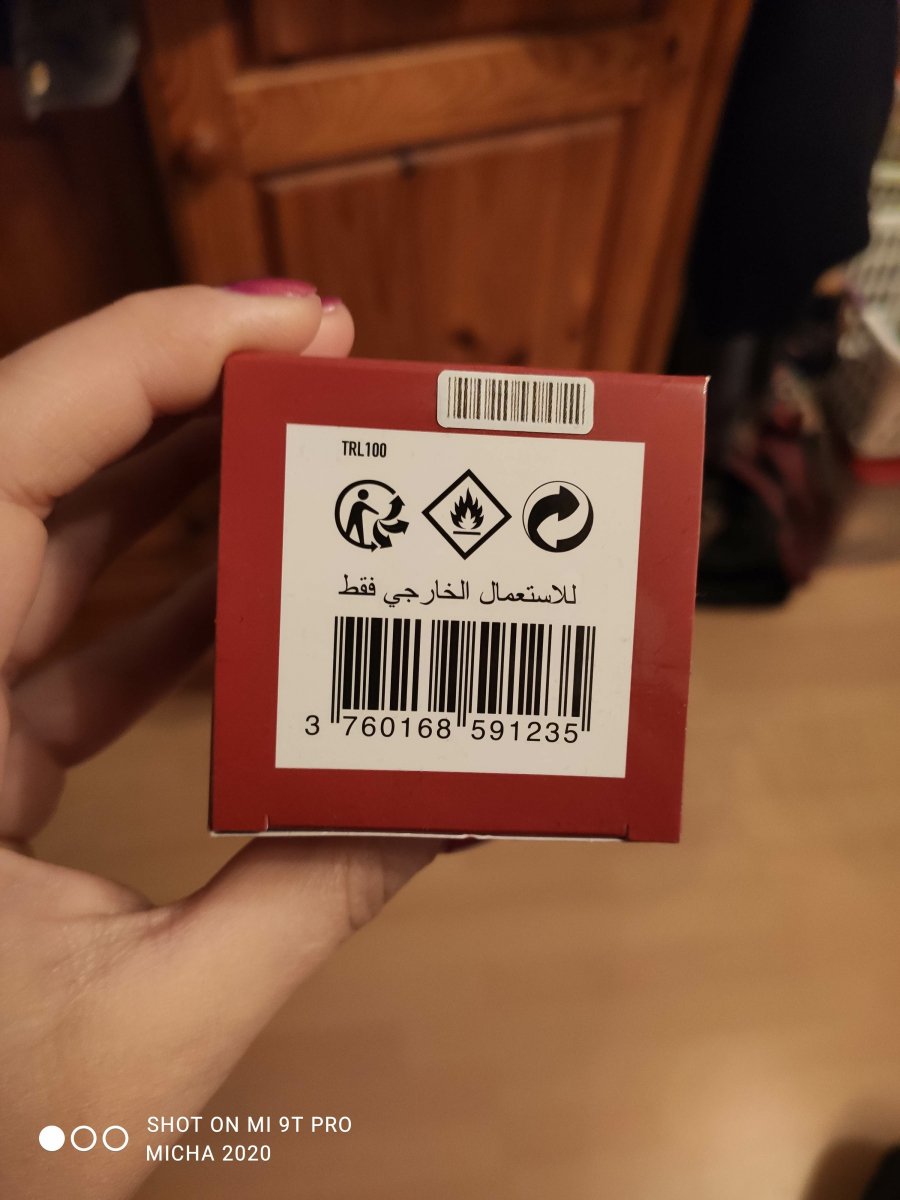 TRL100
للاستعمال الخارجي فقط
3 760168 591235
SHOT ON MI 9T PRO
MICHA 2020